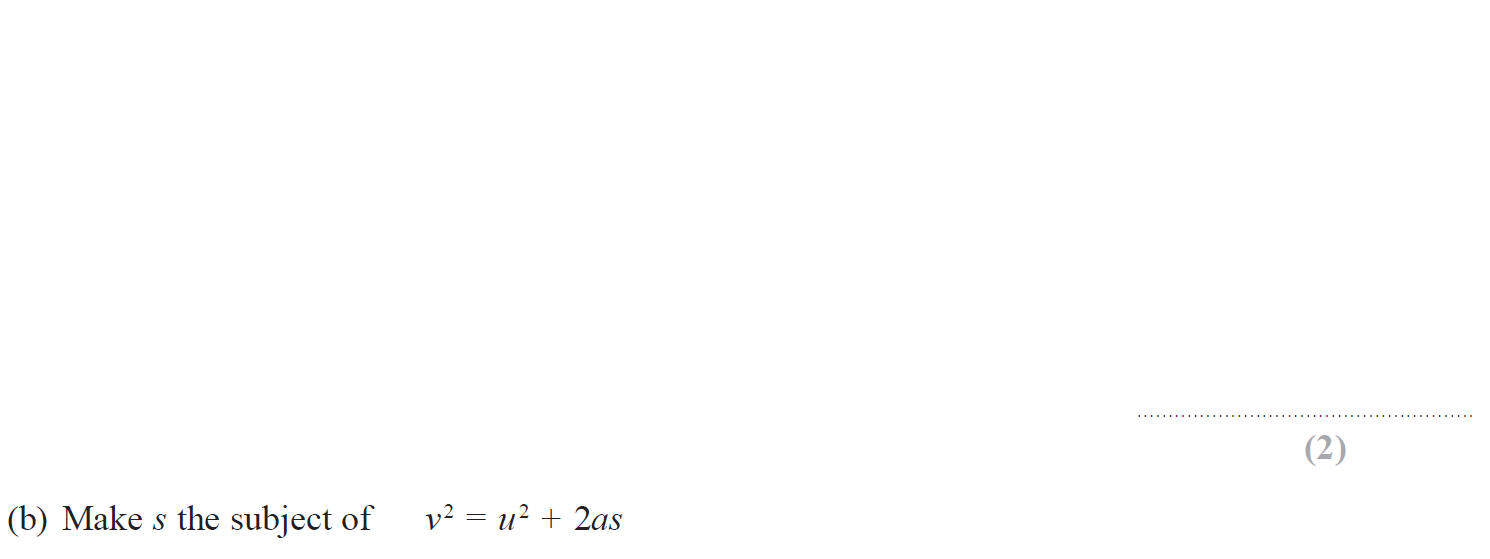 (2)
(b) Make s the subject of v² = u² + 2as